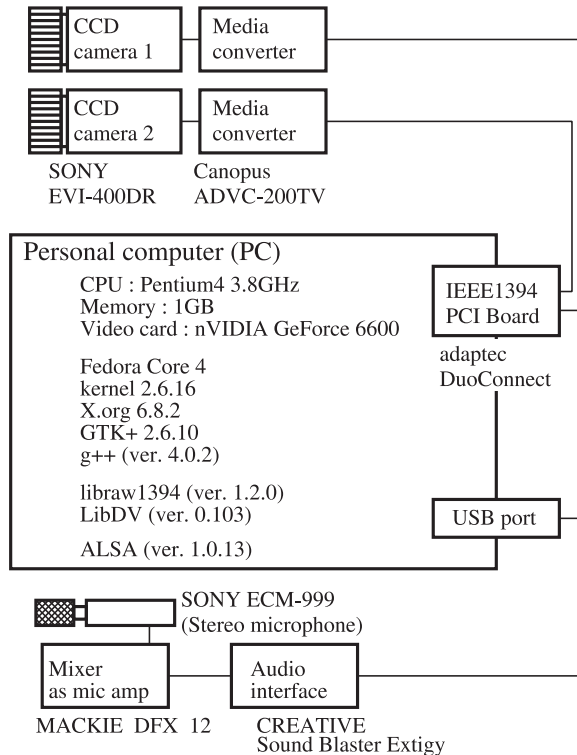 CCD
camera 1
Media
converter
CCD
camera 2
Media
converter
SONY
EVI-400DR
Canopus
ADVC-200TV
Personal computer (PC)
CPU : Pentium4 3.8GHz
Memory : 1GB
Video card : nVIDIA GeForce 6600
IEEE1394
PCI Board
adaptec
DuoConnect
Fedora Core 4
kernel 2.6.16
X.org 6.8.2
GTK+ 2.6.10
g++ (ver. 4.0.2)
libraw1394 (ver. 1.2.0)
LibDV (ver. 0.103)
ALSA (ver. 1.0.13)
USB port
SONY ECM-999
(Stereo microphone)
Mixer
as mic amp
Audio
interface
MACKIE DFX 12
CREATIVE
Sound Blaster Extigy